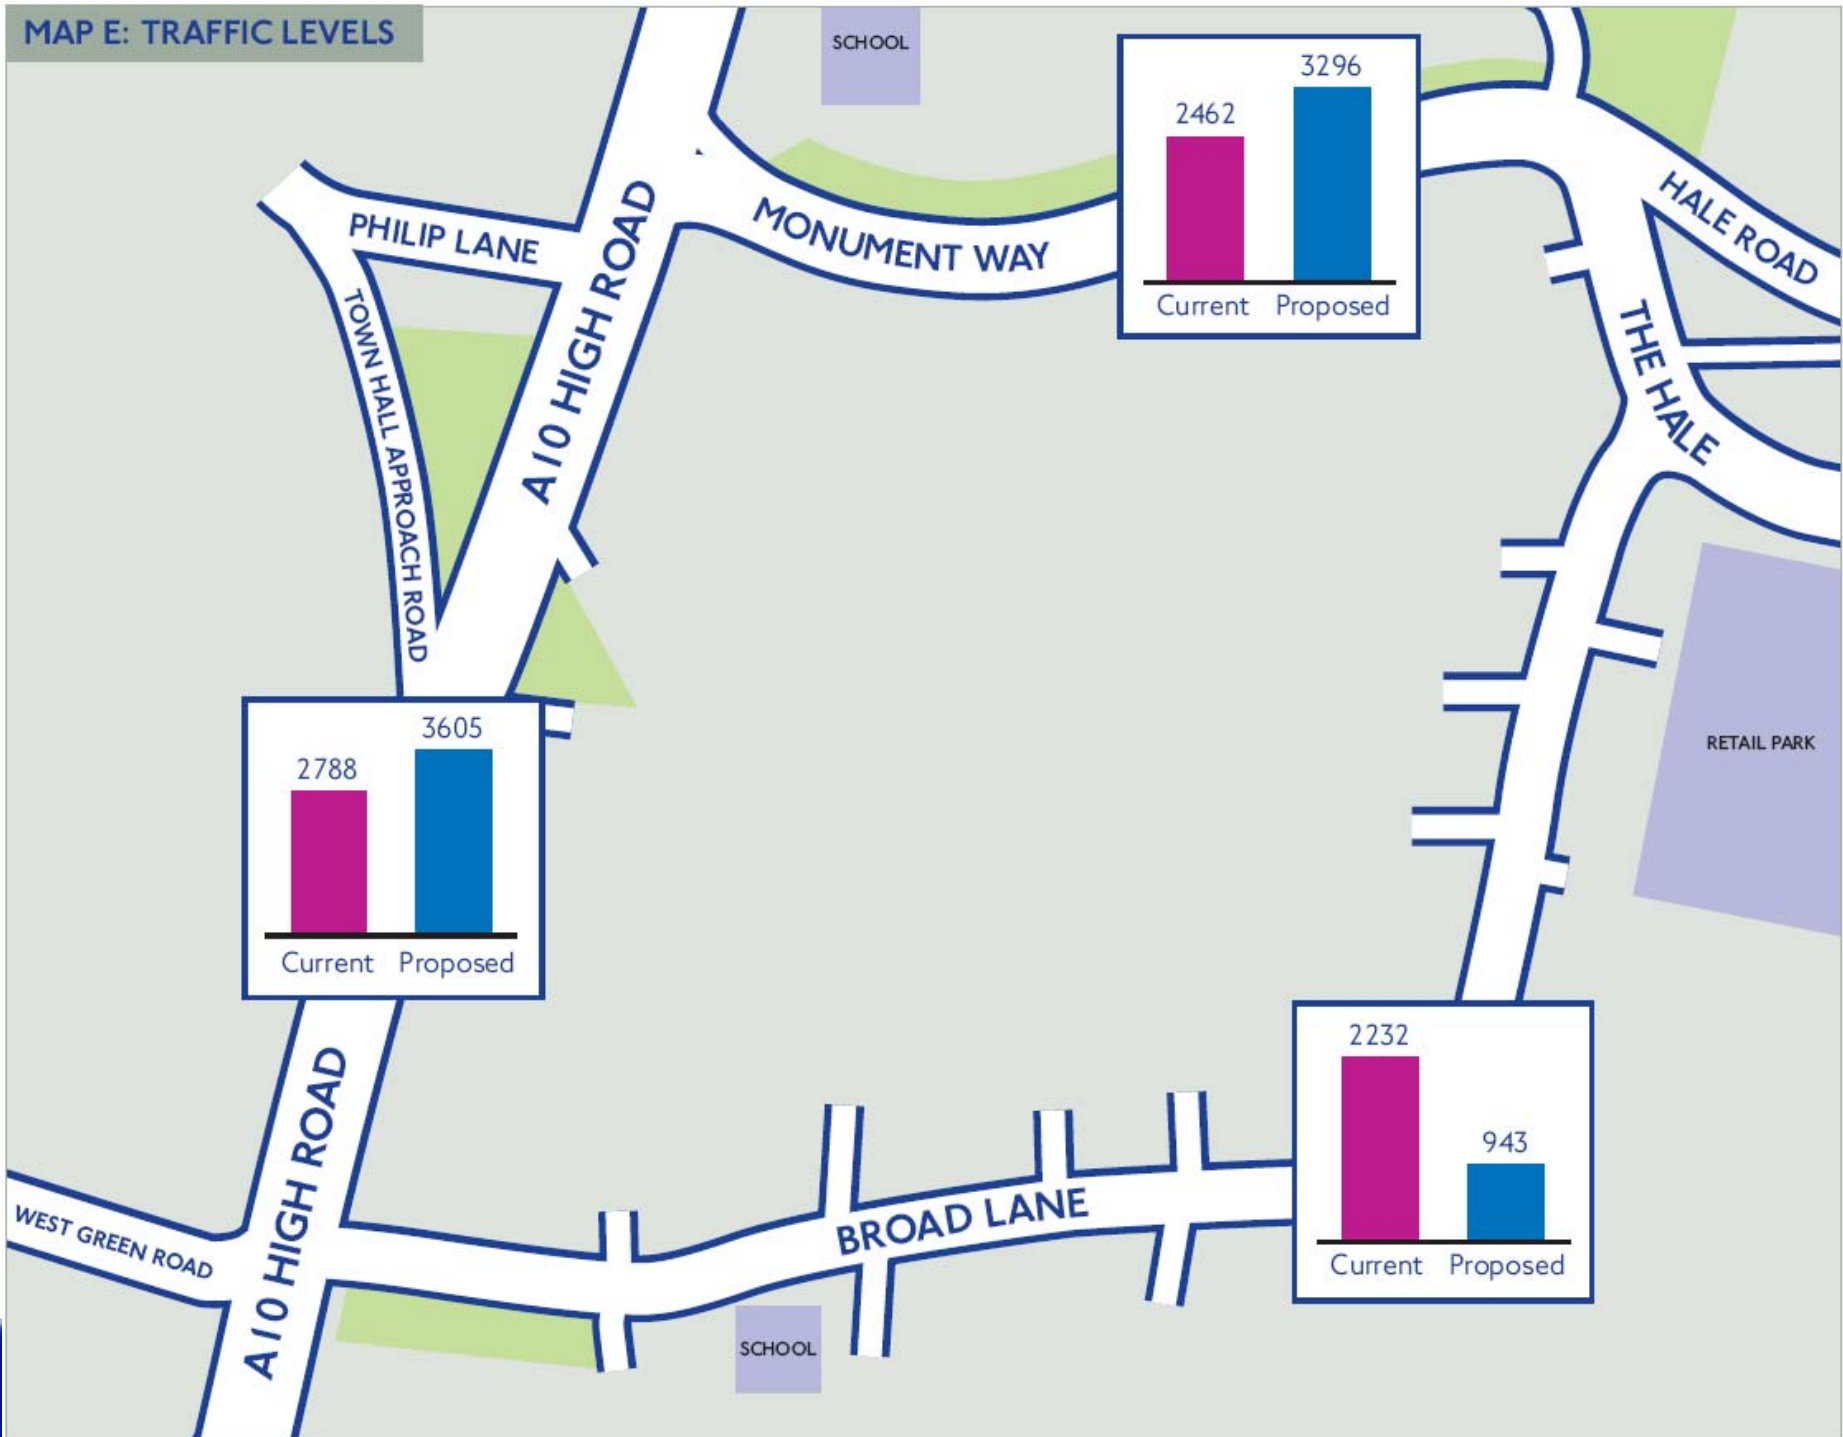 MAP E: TRAFFIC LEVELS
SCHOOL
3296
2462
Current Proposed
HALE ROAD
PHILIP LANE
A10 HIGH ROAD
MONUMENT WAY
TOWN HALL APPROACH ROAD
THE HALE
3605
2788
Current Proposed
RETAIL PARK
2232
943
Current Proposed
A10 HIGH ROAD
WEST GREEN ROAD
BROAD LANE
SCHOOL